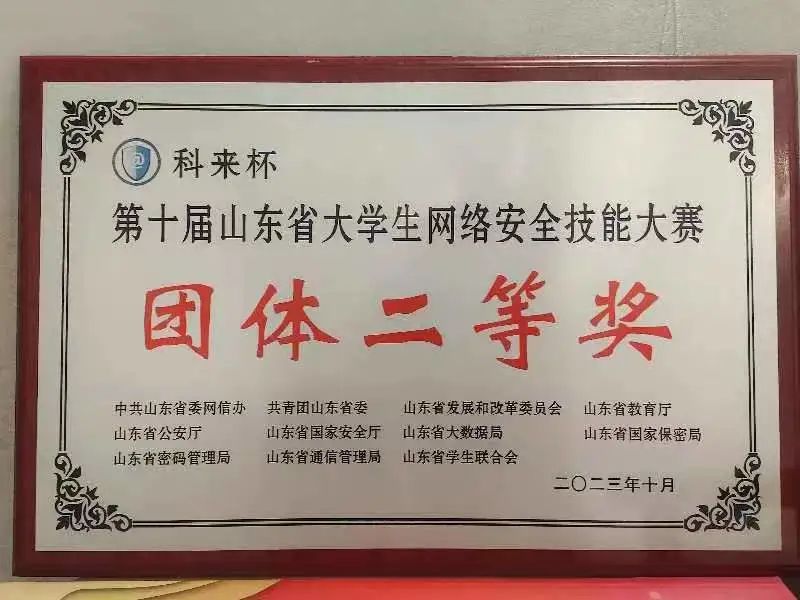 科来杯
第十届山东省大学生网络安全技能大赛
团体二等奖
中共山东省委网信办 共青团山东省委 山东省发展和改革委员会 山东省教育厅
山东省公安厅 山东省国家安全厅 山东省大数据局 山东省国家保密局
山东省密码管理局 山东省通信管理局 山东省学生联合会
二〇二三年十月